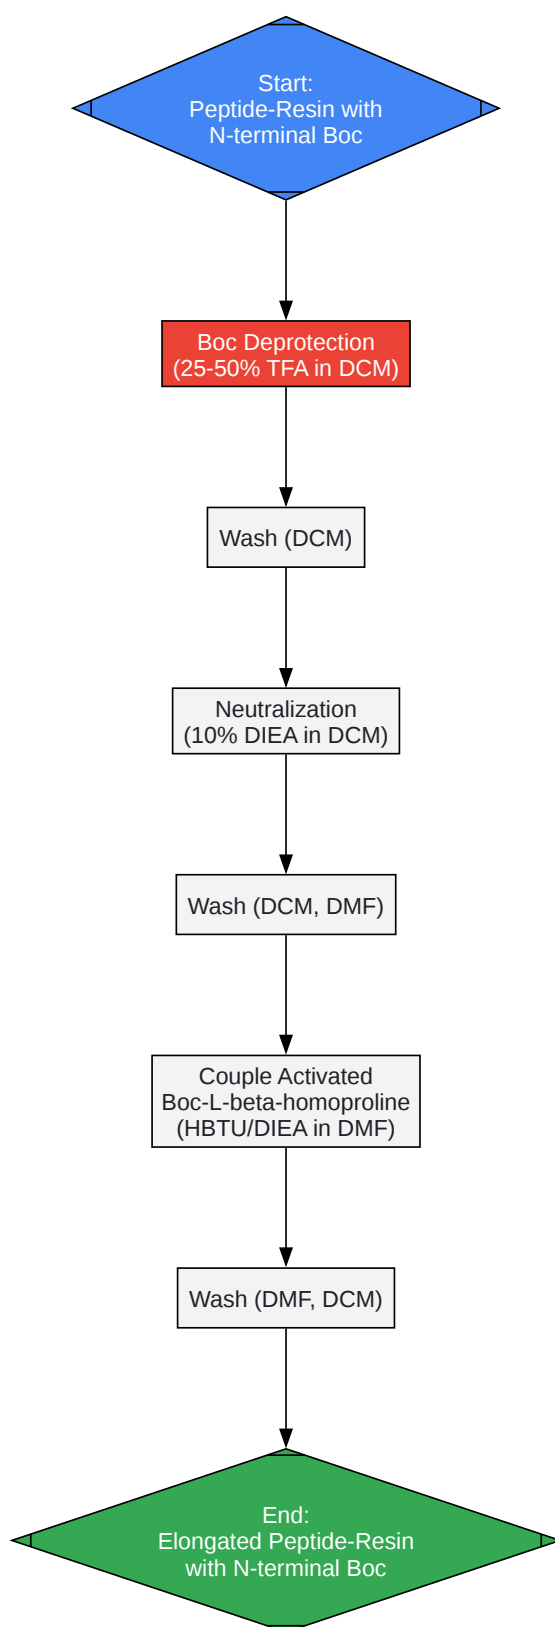 Start:
Peptide-Resin with
N-terminal Boc
Boc Deprotection
(25-50% TFA in DCM)
Wash (DCM)
Neutralization
(10% DIEA in DCM)
Wash (DCM, DMF)
Couple Activated
Boc-L-beta-homoproline
(HBTU/DIEA in DMF)
Wash (DMF, DCM)
End:
Elongated Peptide-Resin
with N-terminal Boc